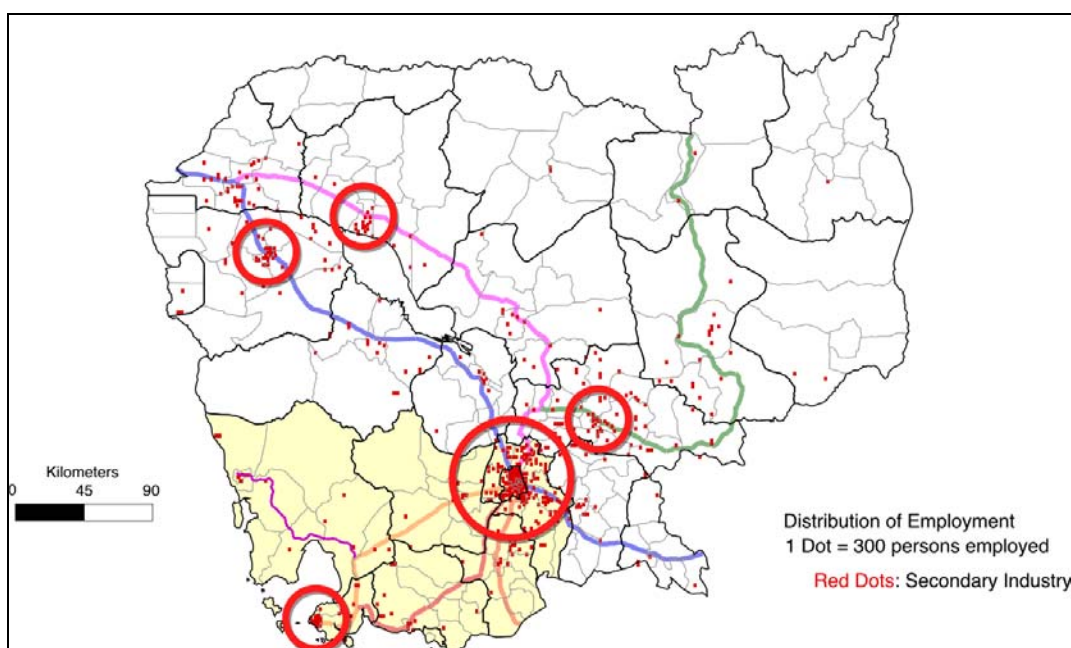 Kilometers
0 45 90
Distribution of Employment
1 Dot = 300 persons employed
Red Dots: Secondary Industry